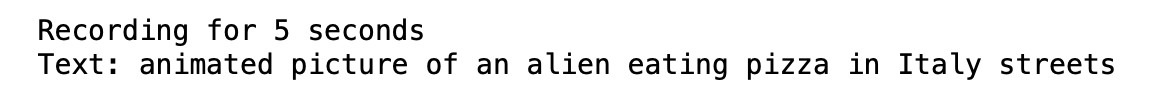 Recording for 5 seconds
Text: animated picture of an alien eating pizza in Italy streets